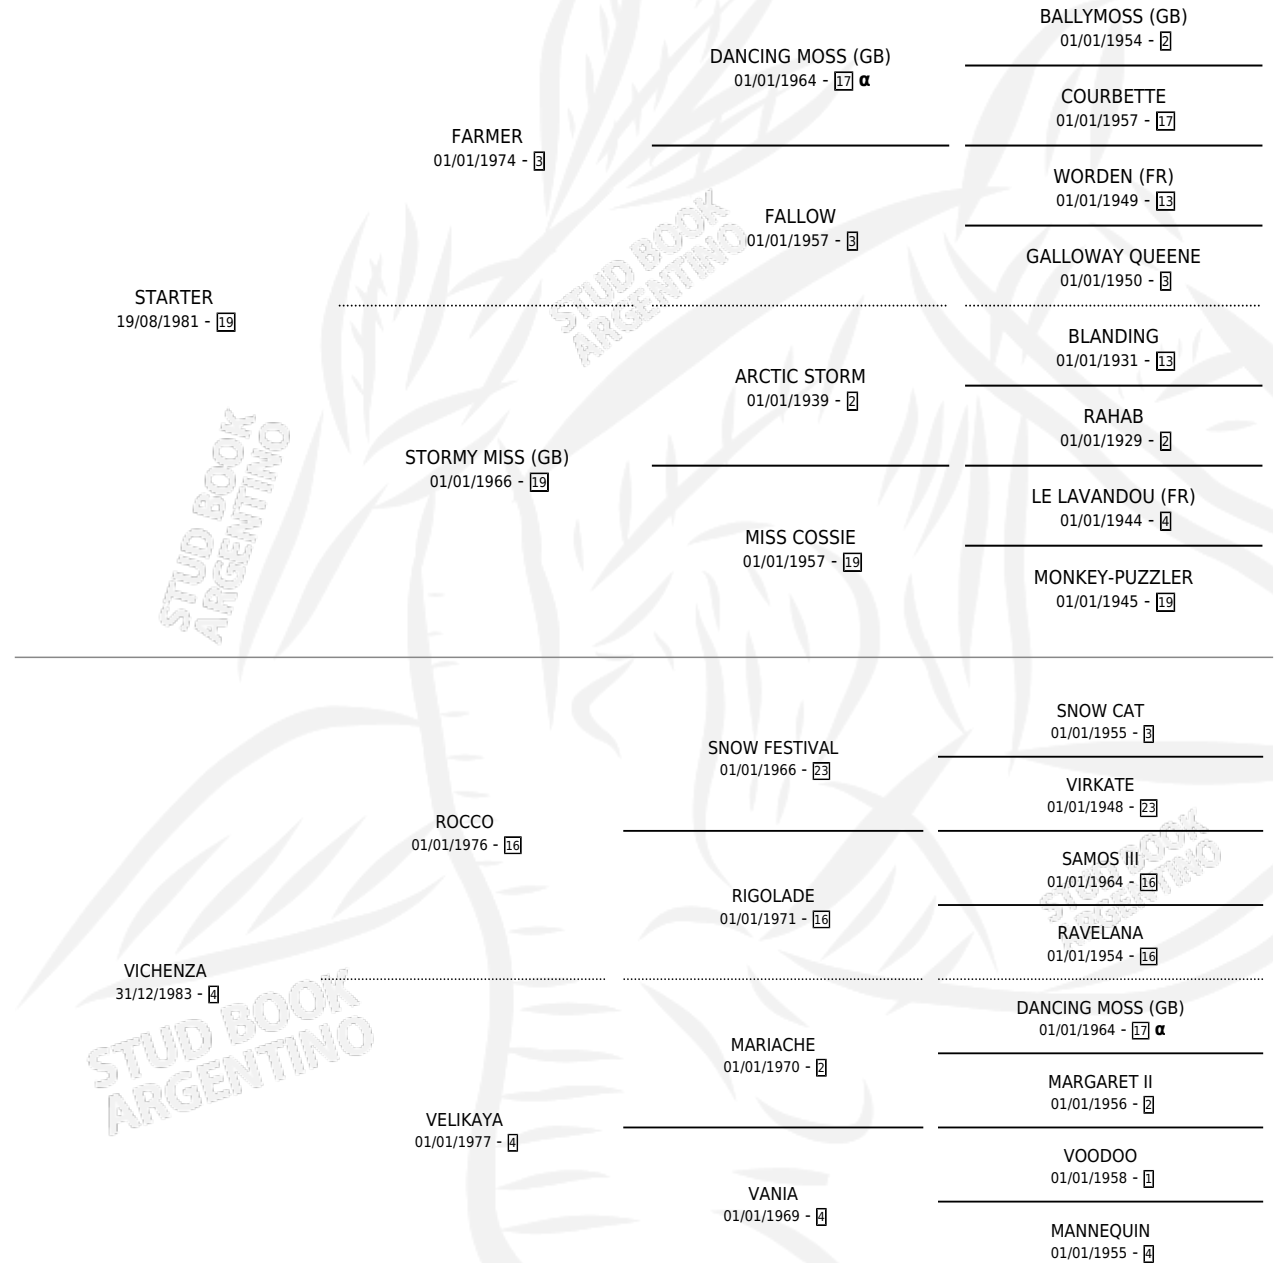 BALLYMOSS (GB)
01/01/1954 - 2
DANCING MOSS (GB)
01/01/1964 - 17 α
COURBETTE
01/01/1957 - 17
FARMER
01/01/1974 - 3
WORDEN (FR)
01/01/1949 - 13
FALLOW
01/01/1957 - 3
GALLOWAY QUEENE
01/01/1950 - 3
STARTER
19/08/1981 - 19
BLANDING
01/01/1931 - 13
ARCTIC STORM
01/01/1939 - 2
RAHAB
01/01/1929 - 2
STORMY MISS (GB)
01/01/1966 - 19
LE LAVANDOU (FR)
01/01/1944 - 4
MISS COSSIE
01/01/1957 - 19
MONKEY-PUZZLER
01/01/1945 - 19
SNOW CAT
01/01/1955 - 3
SNOW FESTIVAL
01/01/1966 - 23
VIRKATE
01/01/1948 - 23
ROCCO
01/01/1976 - 16
SAMOS III
01/01/1964 - 16
RIGOLADE
01/01/1971 - 16
RAVELANA
01/01/1954 - 16
VICHENZA
31/12/1983 - 4
DANCING MOSS (GB)
01/01/1964 - 17 α
MARIACHE
01/01/1970 - 2
MARGARET II
01/01/1956 - 2
VELIKAYA
01/01/1977 - 4
VOODOO
01/01/1958 - 1
VANIA
01/01/1969 - 4
MANNEQUIN
01/01/1955 - 4
STUD BOOK
ARGENTINO
STUD BOOK
ARGENTINO
STUD BOOK
ARGENTINO
STUD BOOK
ARGENTINO